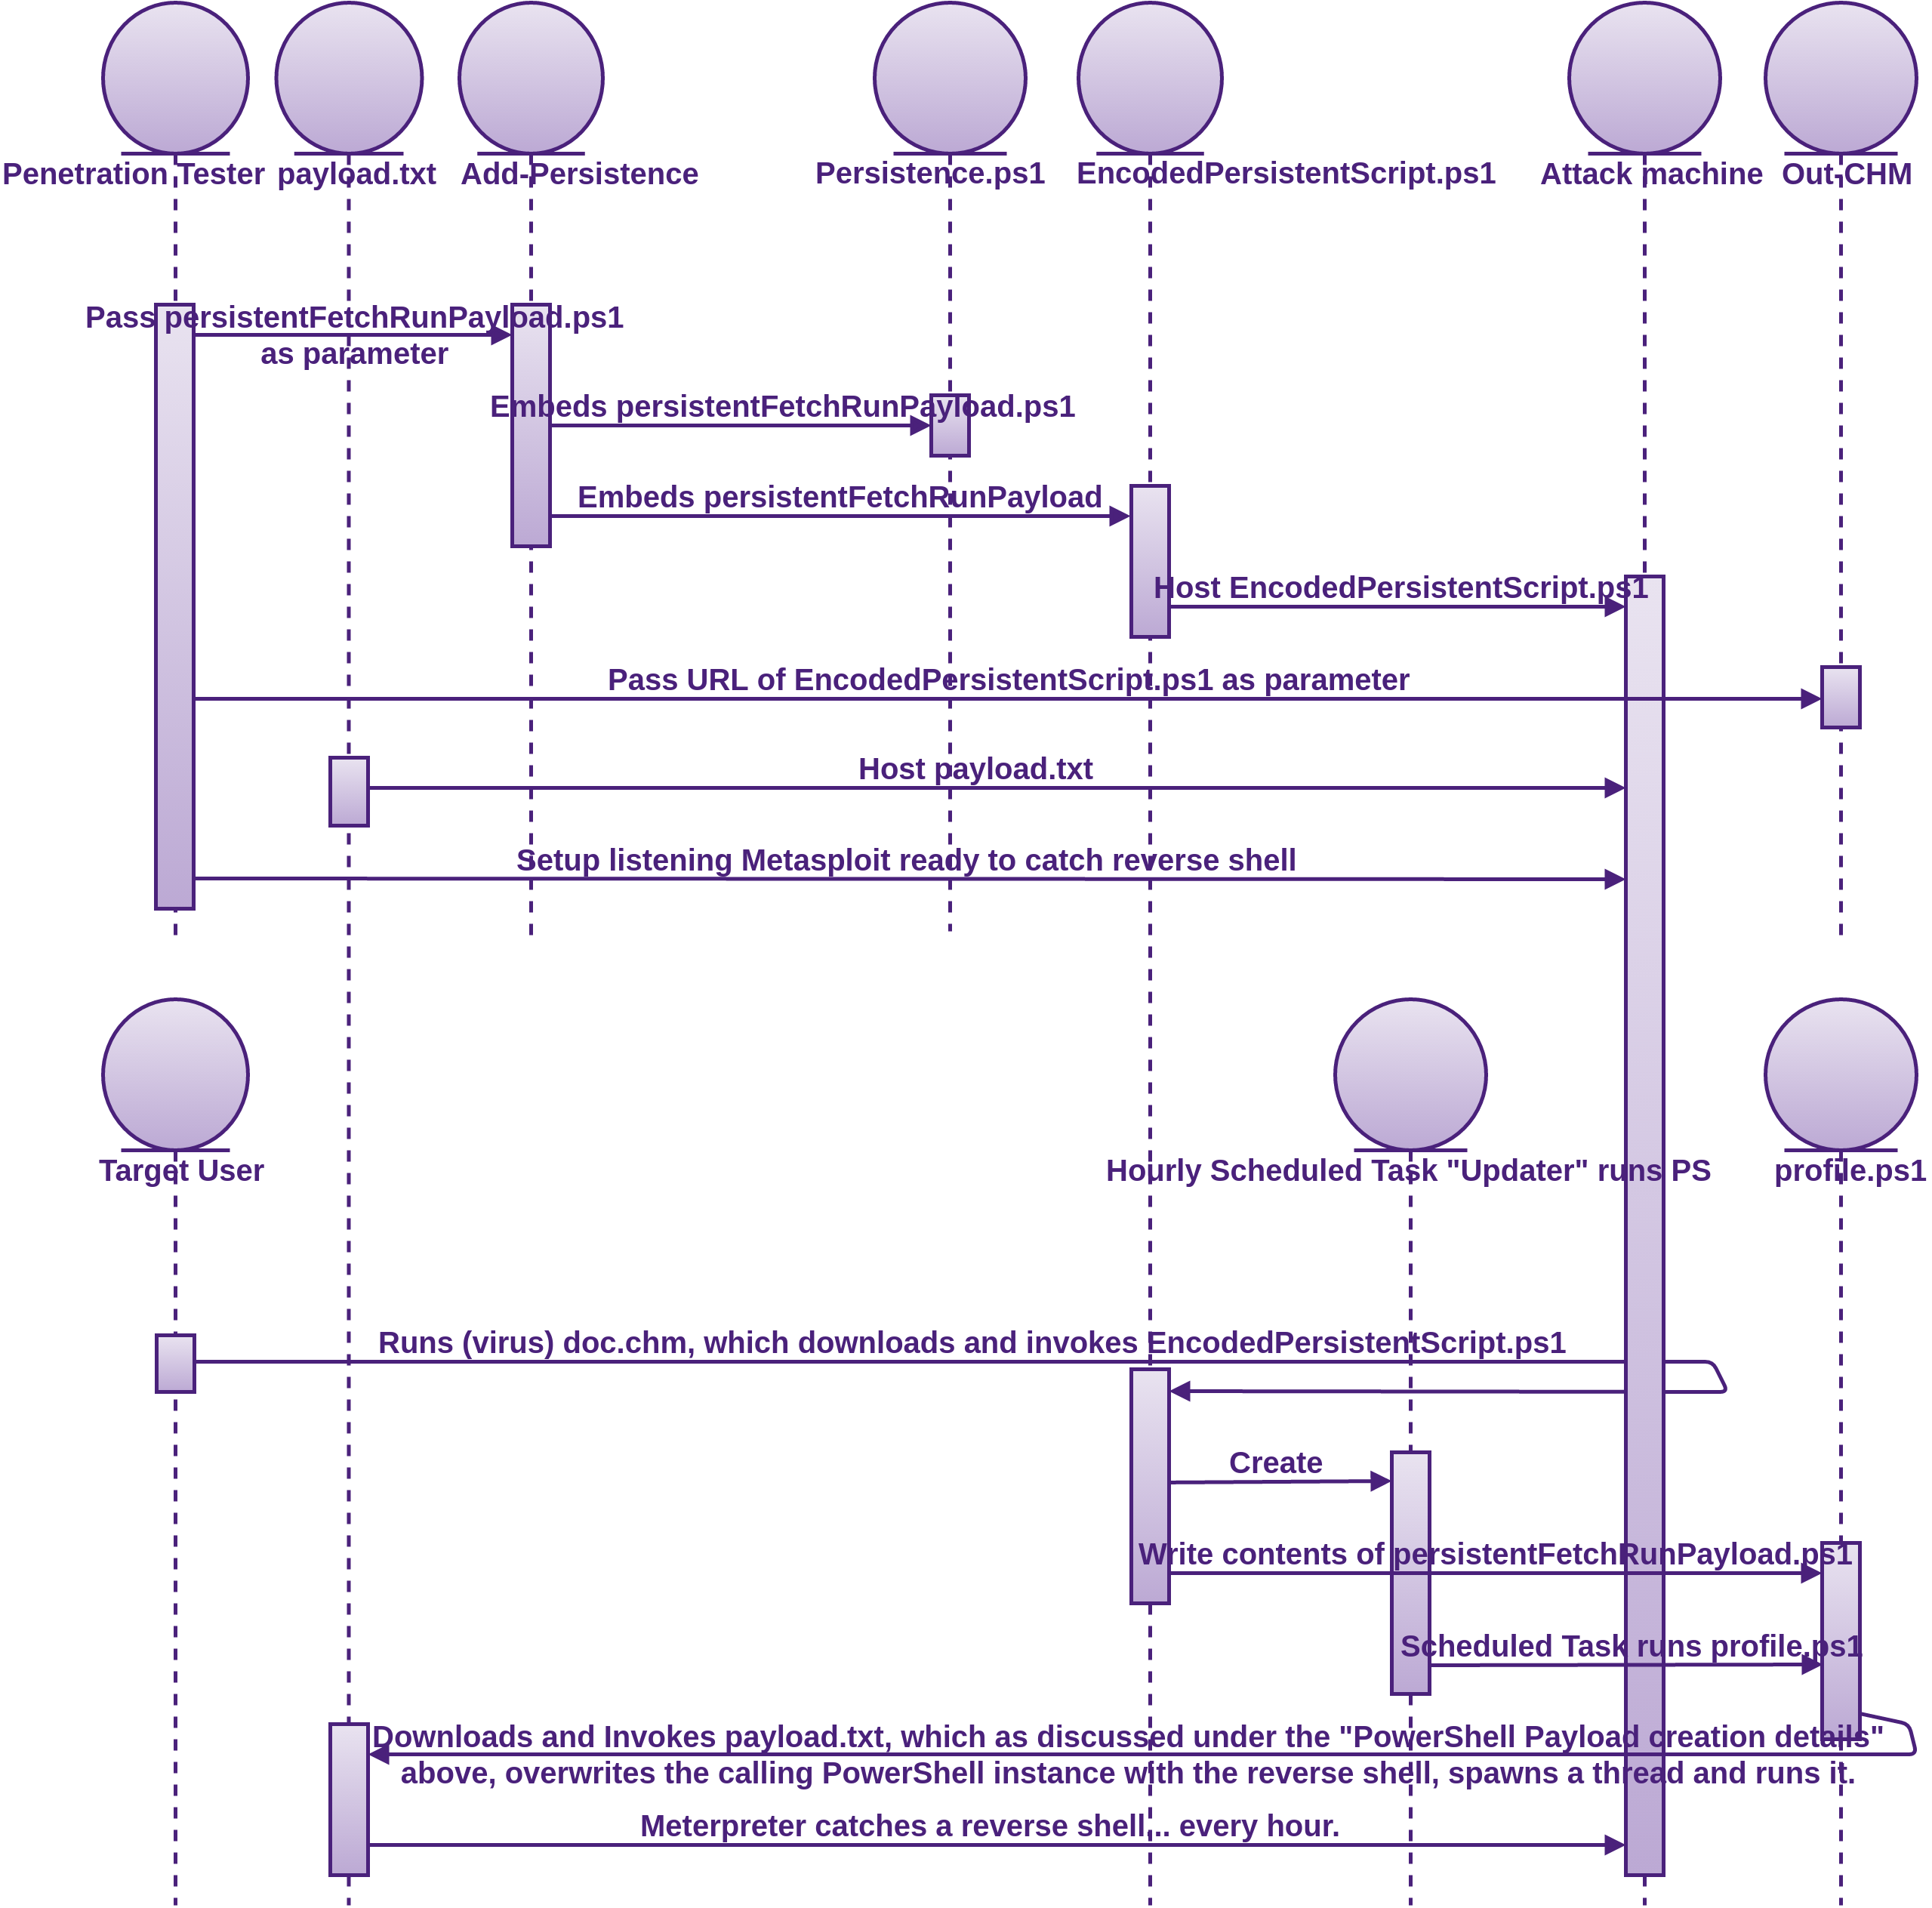 Penetration Tester
payload.txt
Add-Persistence
Persistence.ps1
EncodedPersistentScript.ps1
Attack machine
Out-CHM
Pass persistentFetchRunPayload.ps1
as parameter
Embeds persistentFetchRunPayload.ps1
Embeds persistentFetchRunPayload
Host EncodedPersistentScript.ps1
Pass URL of EncodedPersistentScript.ps1 as parameter
Host payload.txt
Setup listening Metasploit ready to catch reverse shell
Target User
Hourly Scheduled Task "Updater" runs PS
profile.ps1
Runs (virus) doc.chm, which downloads and invokes EncodedPersistentScript.ps1
Create
Write contents of persistentFetchRunPayload.ps1
Scheduled Task runs profile.ps1
Downloads and Invokes payload.txt, which as discussed under the "PowerShell Payload creation details"
above, overwrites the calling PowerShell instance with the reverse shell, spawns a thread and runs it.
Meterpreter catches a reverse shell... every hour.